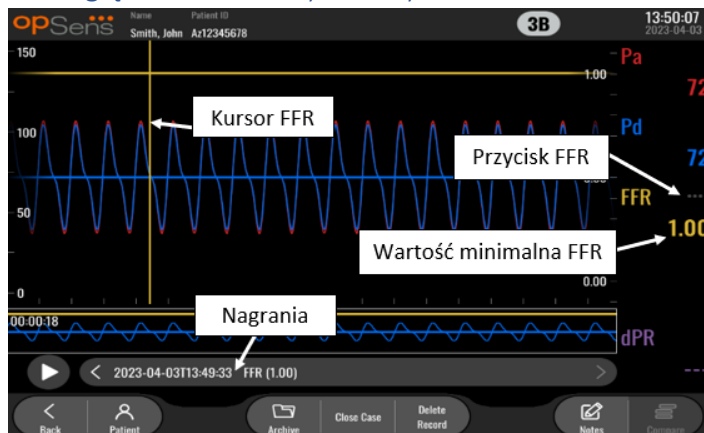 opSens
Name
Patient ID
Smith, John
Az12345678
3B
13:50:07
2023-04-03
150
1.00
Pa
72
Kursor FFR
100
Pd
Przycisk FFR
72
---
FFR
50
1.00
Wartość minimalna FFR
0.00
0
Nagrania
00:00:18
dPR
2023-04-03T13:49:33 FFR (1.00)
---
Back
Patient
Archive
Close Case
Delete
Record
Notes
Compare